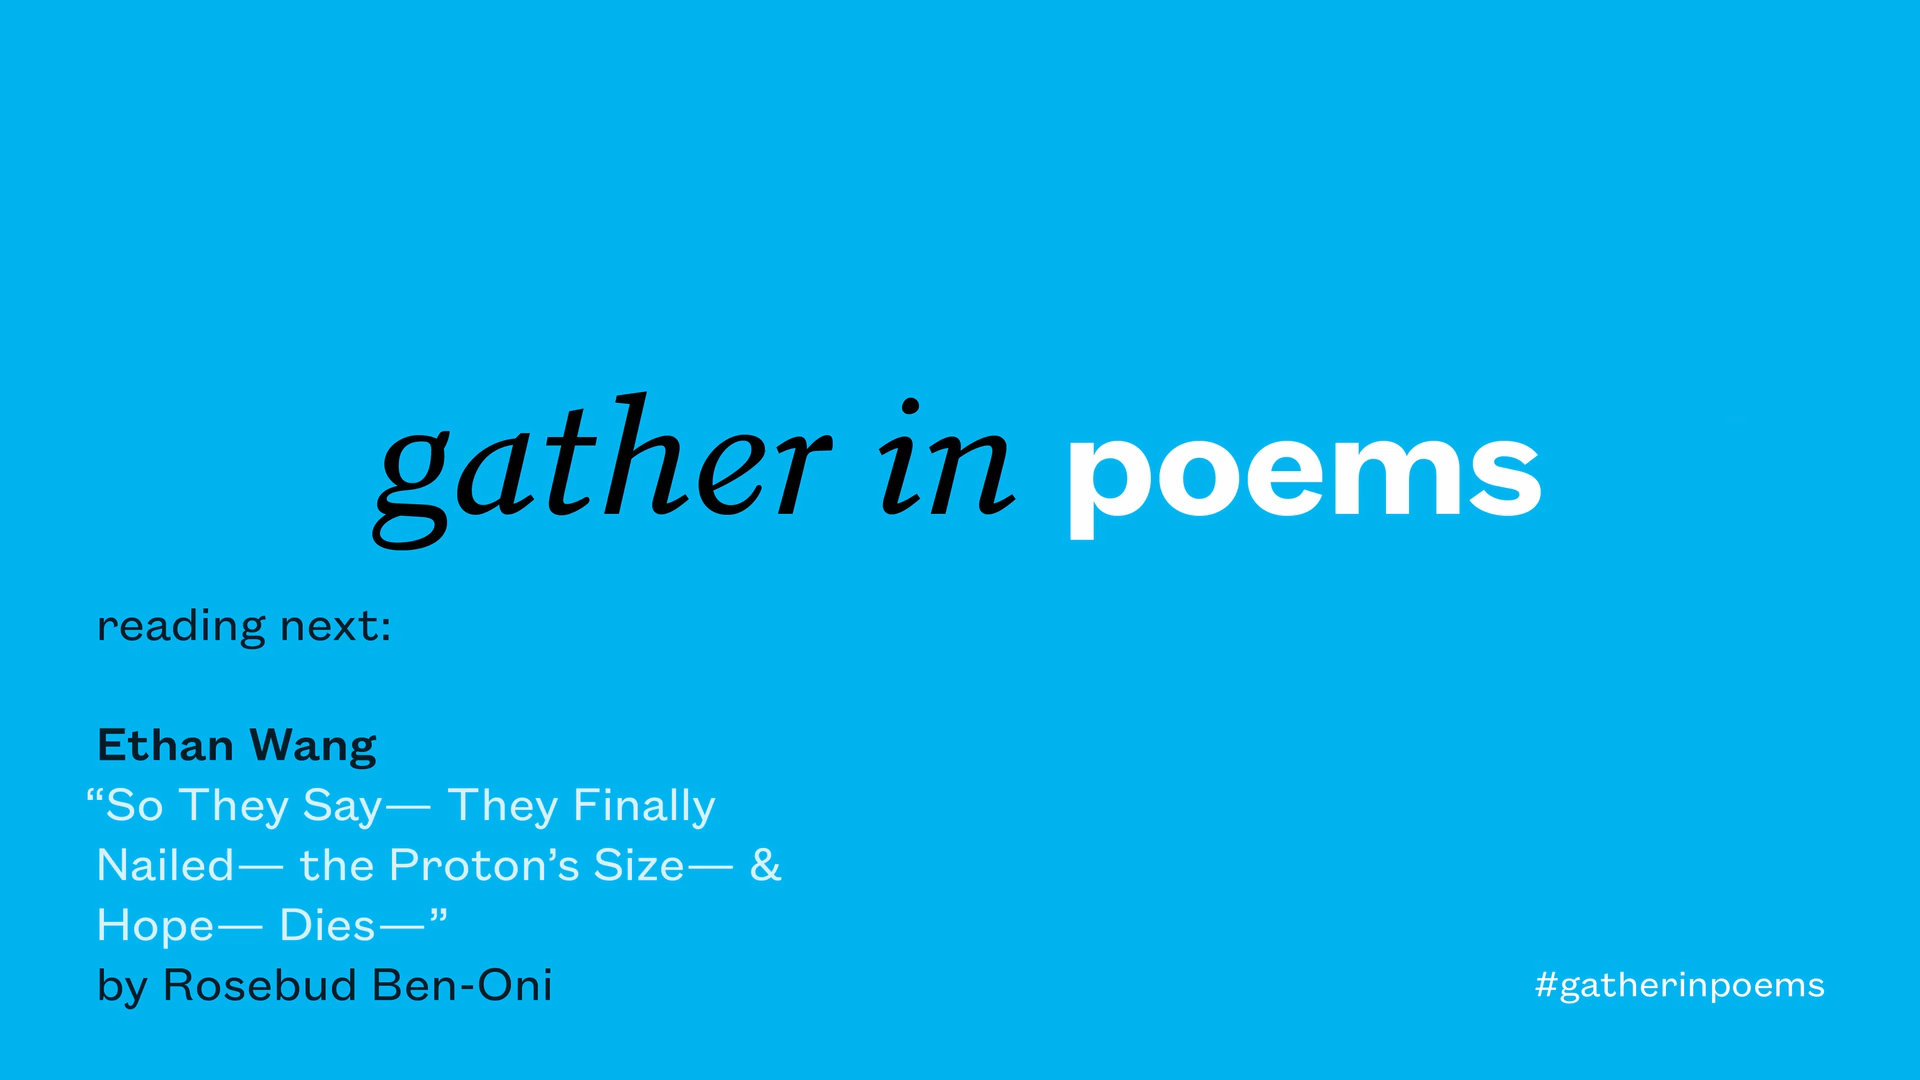 gather in poems
reading next:
Ethan Wang
“So They Say— They Finally
Nailed— the Proton’s Size— &
Hope— Dies—”
by Rosebud Ben-Oni
#gatherinpoems